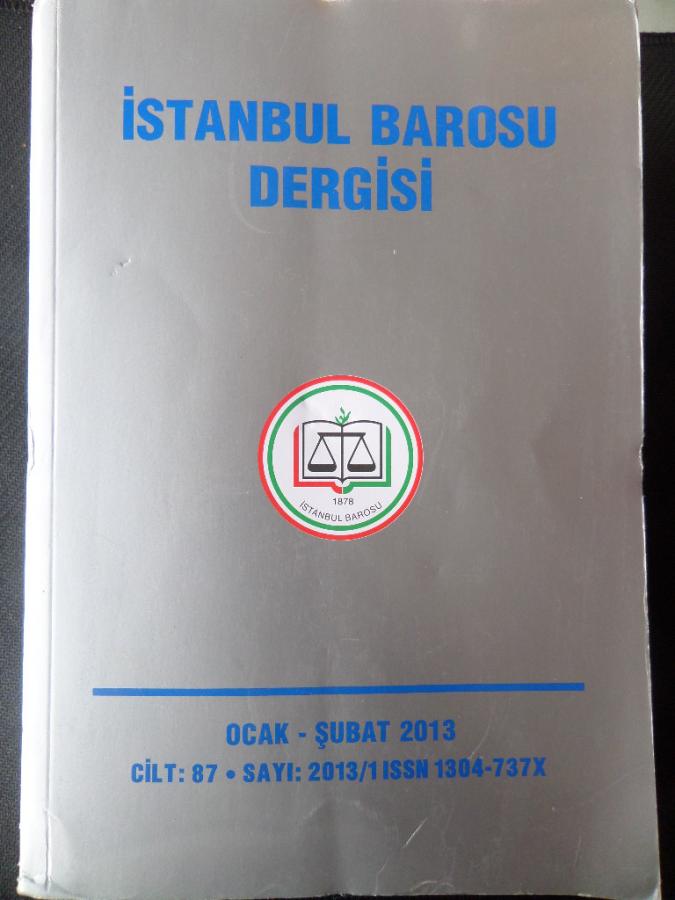 İSTANBUL BAROSU
DERGİSİ
1878
İSTANBUL BAROSU
OCAK - ŞUBAT 2013
CİLT: 87 • SAYI: 2013/1 ISSN 1304-737X